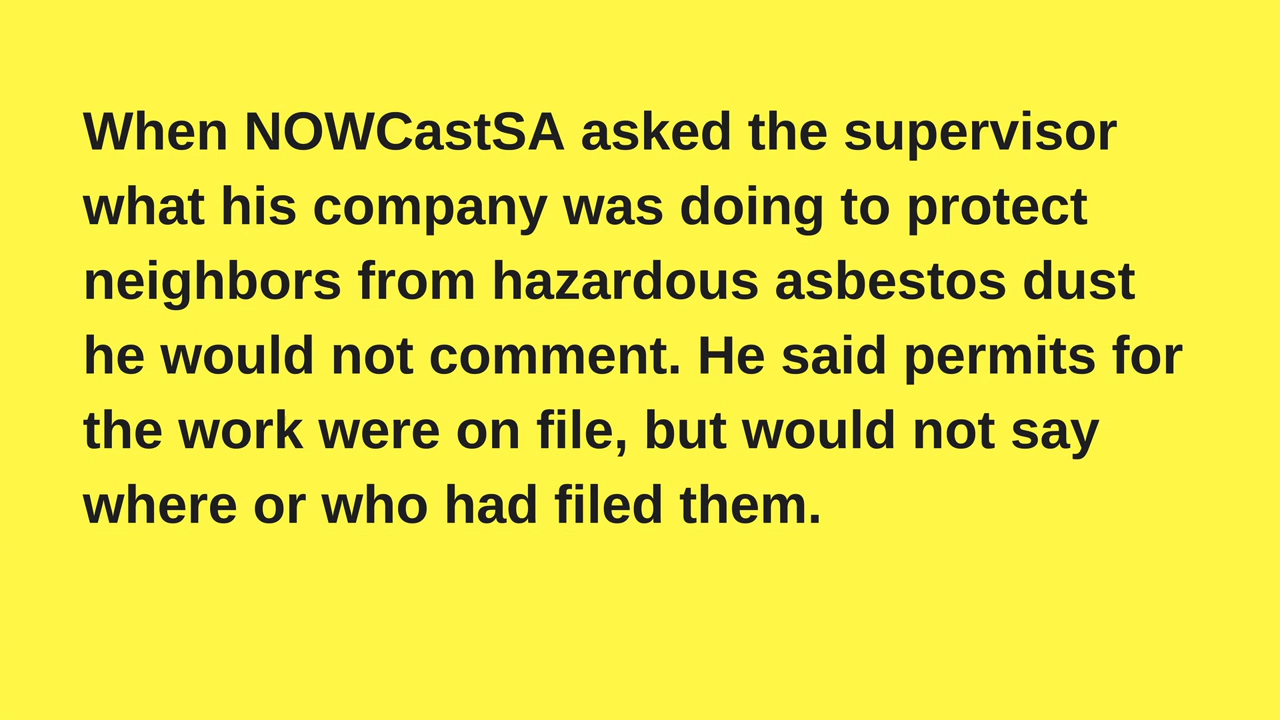 When NOWCastSA asked the supervisor
what his company was doing to protect
neighbors from hazardous asbestos dust
he would not comment. He said permits for
the work were on file, but would not say
where or who had filed them.